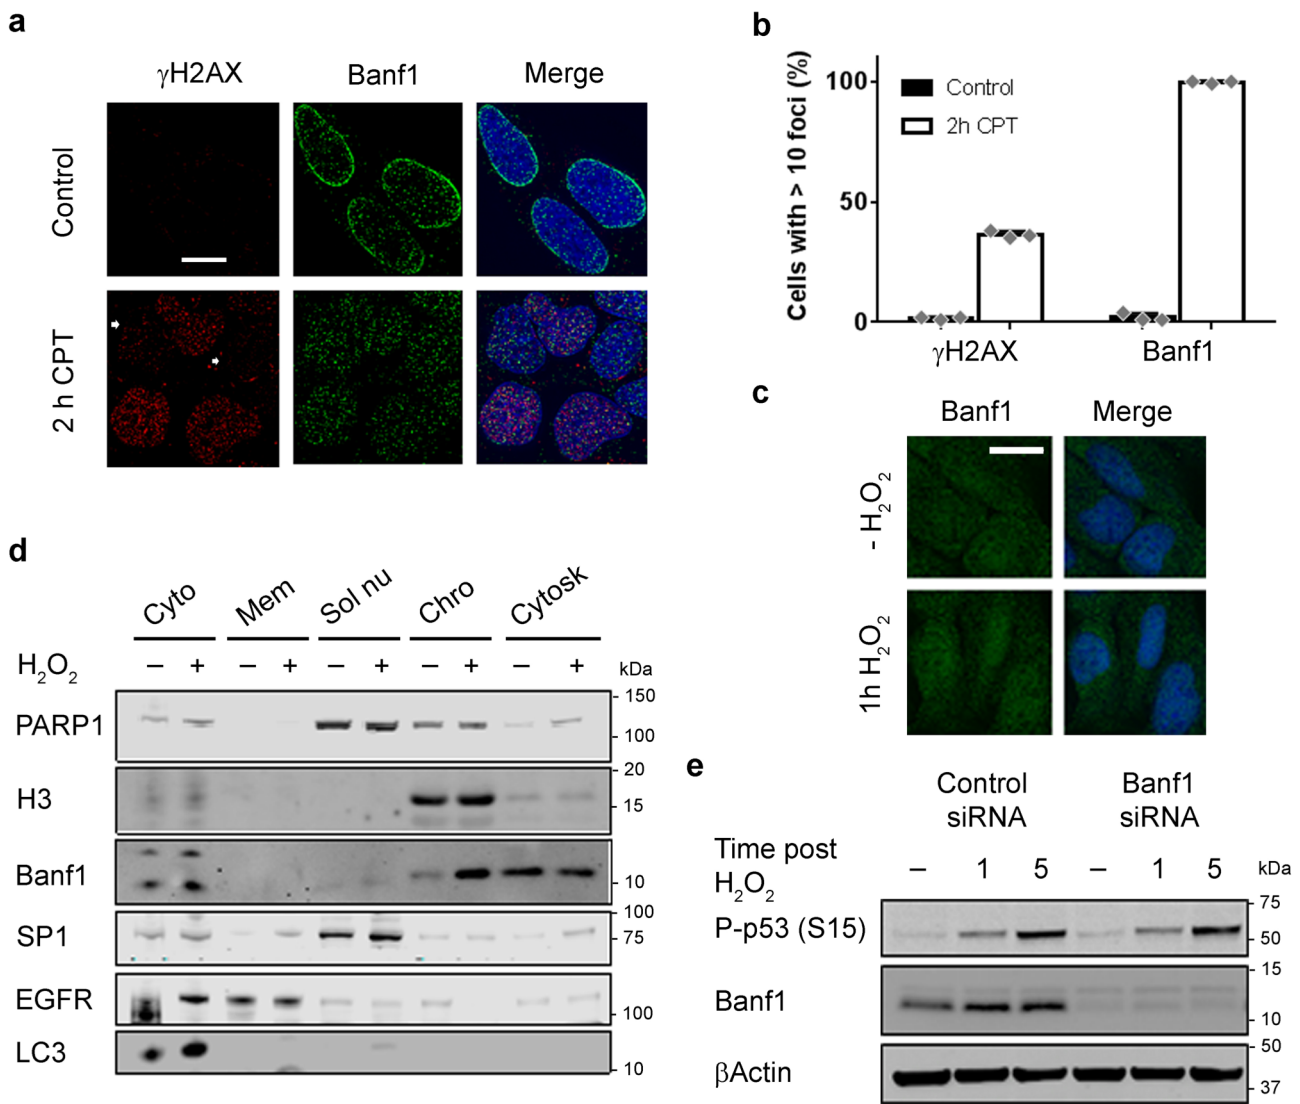 a
γH2AX Banf1 Merge
Control
2 h CPT
b
Cells with > 10 foci (%)
100
50
0
Control
2h CPT
γH2AX Banf1
c
Banf1 Merge
- H2O2
1h H2O2
d
Cyto Mem Sol nu Chro Cytosk
H2O2 – + – + – + – + – + kDa
PARP1
150
100
H3
20
15
Banf1
10
SP1
100
75
EGFR
100
LC3
10
e
Control siRNA
Banf1 siRNA
Time post
H2O2
– 1 5 – 1 5 kDa
P-p53 (S15)
75
50
Banf1
15
10
βActin
50
37